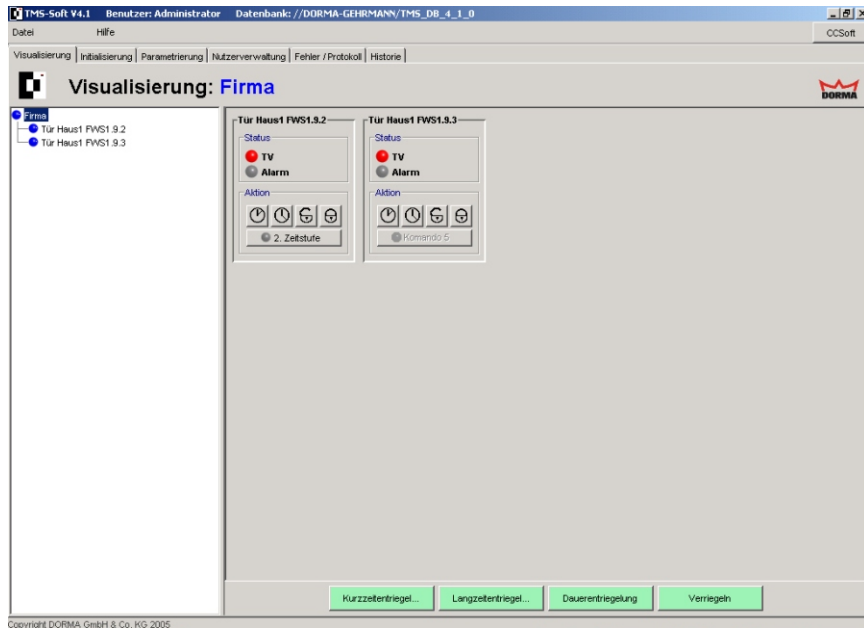 TMS-Soft V4.1 Benutzer: Administrator Datenbank: //DORMA-GEHRMANN/TMS_DB_4_1_0
Datei Hilfe CCSoft
Visualisierung Initialisierung Parametrierung Nutzerverwaltung Fehler / Protokoll Historie
Visualisierung: Firma
DORMA
Firma
Tür Haus1 FWS1.9.2
Tür Haus1 FWS1.9.3
Tür Haus1 FWS1.9.2
Status
TV
Alarm
Aktion
2. Zeitstufe
Tür Haus1 FWS1.9.3
Status
TV
Alarm
Aktion
Komando 5
Kurzzeitentriegel... Langzeitentriegel... Dauerentriegelung Verriegeln
Copyright DORMA GmbH & Co. KG 2005